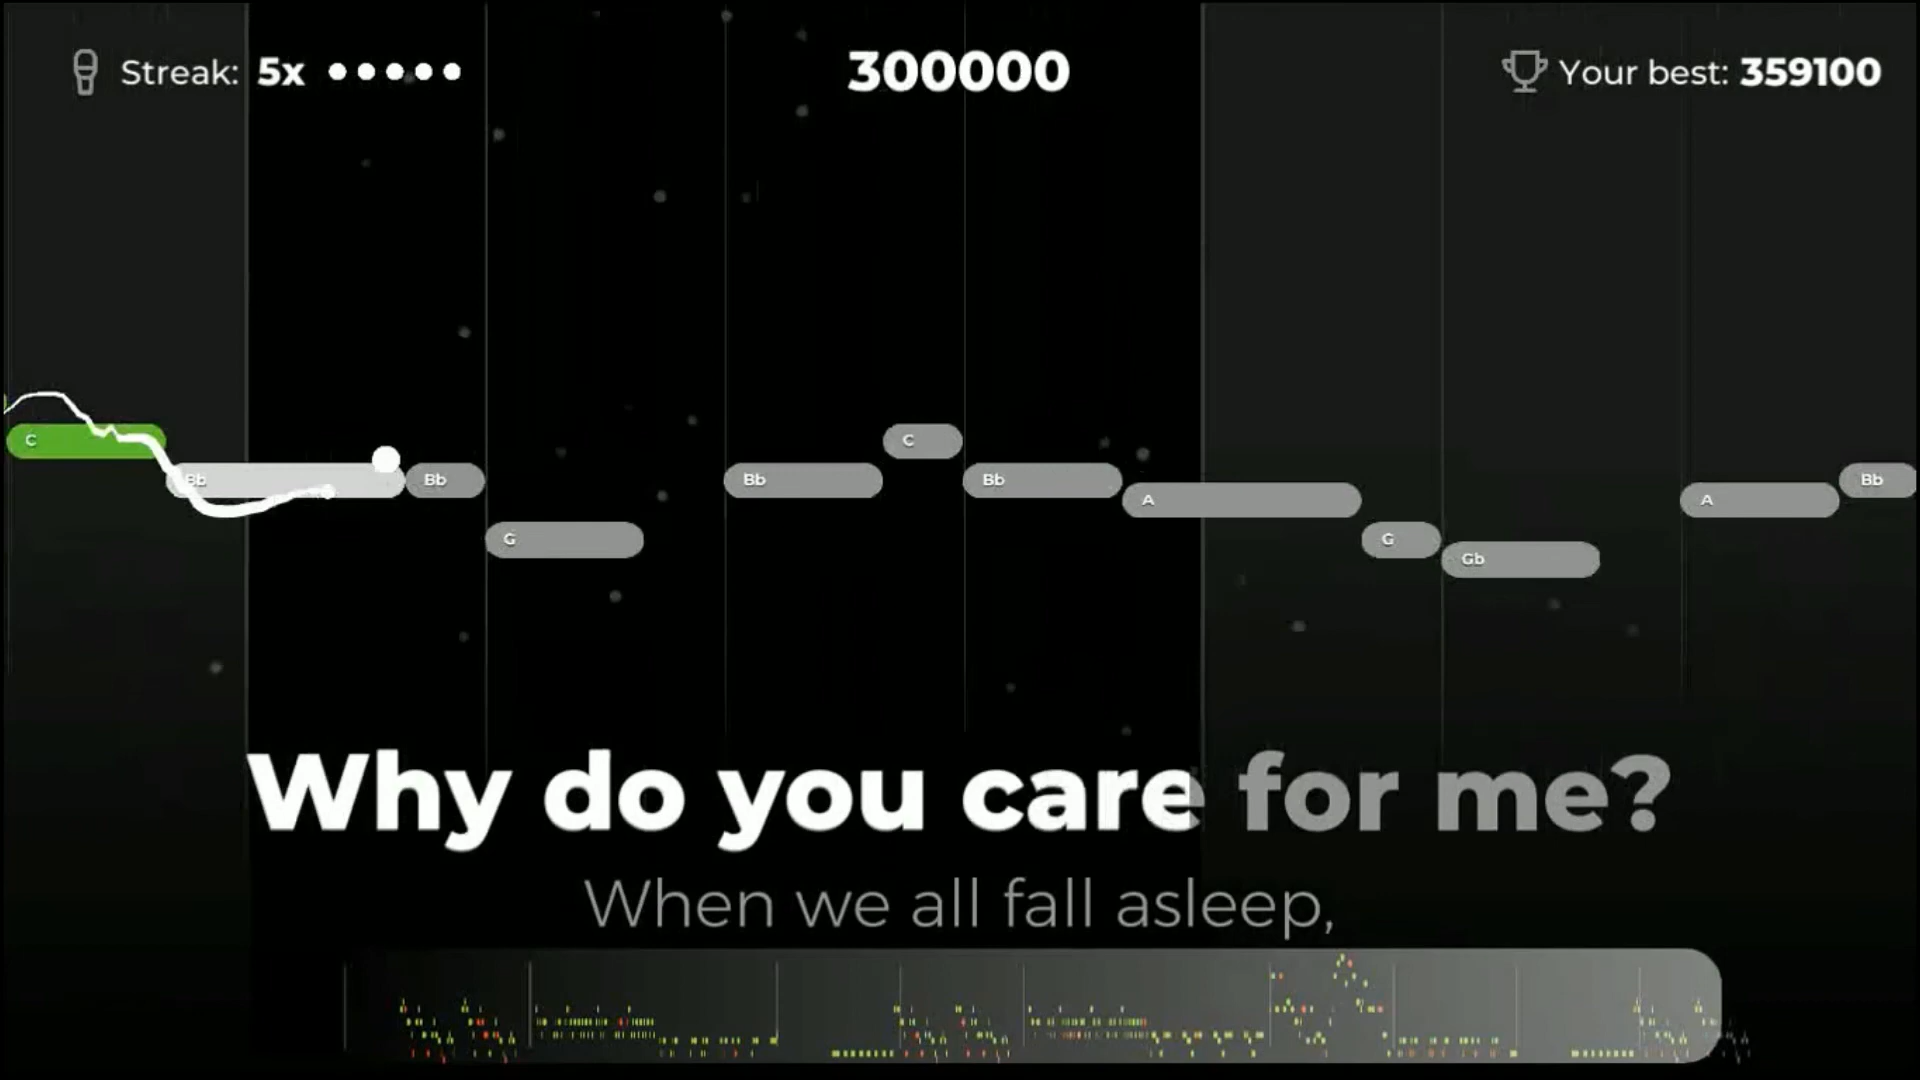 Streak: 5x
300000
Your best: 359100
C
Bb
Bb
G
Bb
C
Bb
A
G
Gb
A
Bb
Why do you care for me?
When we all fall asleep,